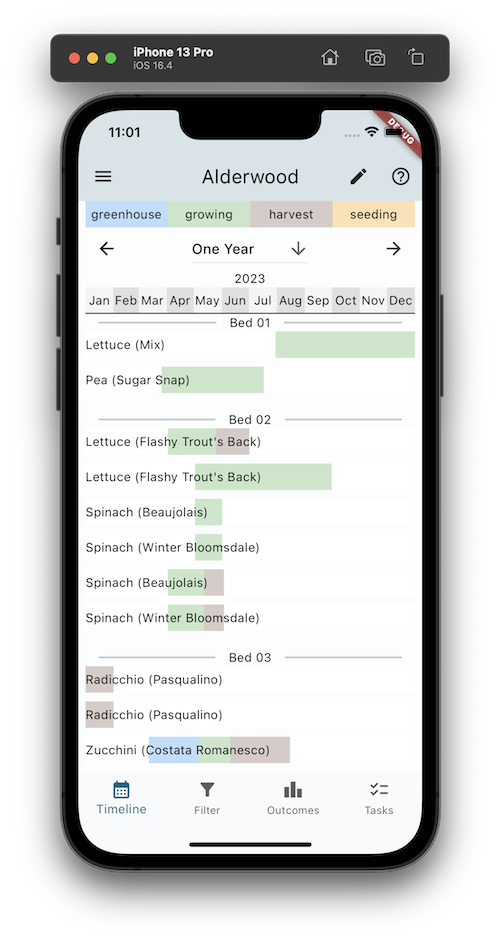 iPhone 13 Pro
iOS 16.4
11:01
DEBUG
Alderwood
greenhouse growing harvest seeding
One Year
2023
Jan Feb Mar Apr May Jun Jul Aug Sep Oct Nov Dec
Bed 01
Lettuce (Mix)
Pea (Sugar Snap)
Bed 02
Lettuce (Flashy Trout's Back)
Lettuce (Flashy Trout's Back)
Spinach (Beaujolais)
Spinach (Winter Bloomsdale)
Spinach (Beaujolais)
Spinach (Winter Bloomsdale)
Bed 03
Radicchio (Pasqualino)
Radicchio (Pasqualino)
Zucchini (Costata Romanesco)
Timeline Filter Outcomes Tasks